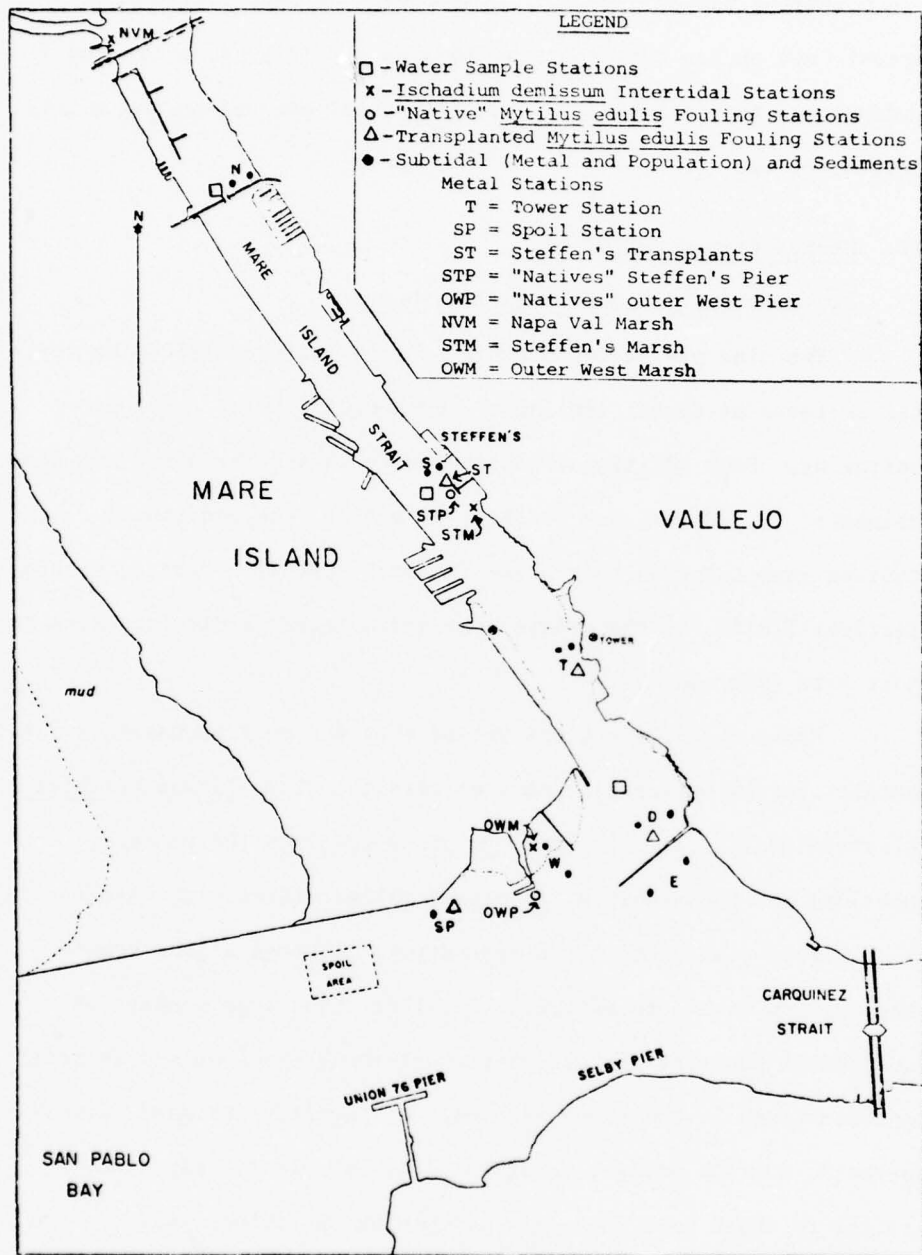 LEGEND
□ - Water Sample Stations
x - Ischadium demissum Intertidal Stations
o - "Native" Mytilus edulis Fouling Stations
△ - Transplanted Mytilus edulis Fouling Stations
● - Subtidal (Metal and Population) and Sediments
Metal Stations
T = Tower Station
SP = Spoil Station
ST = Steffen's Transplants
STP = "Natives" Steffen's Pier
OWP = "Natives" outer West Pier
NVM = Napa Val Marsh
STM = Steffen's Marsh
OWM = Outer West Marsh
NVM
N
N
MARE
ISLAND
STRAIT
STEFFEN'S
S
ST
STP
STM
MARE
ISLAND
VALLEJO
TOWER
T
mud
OWM
W
D
E
OWP
SP
SPOIL
AREA
CARQUINEZ
STRAIT
SELBY PIER
UNION 76 PIER
SAN PABLO
BAY